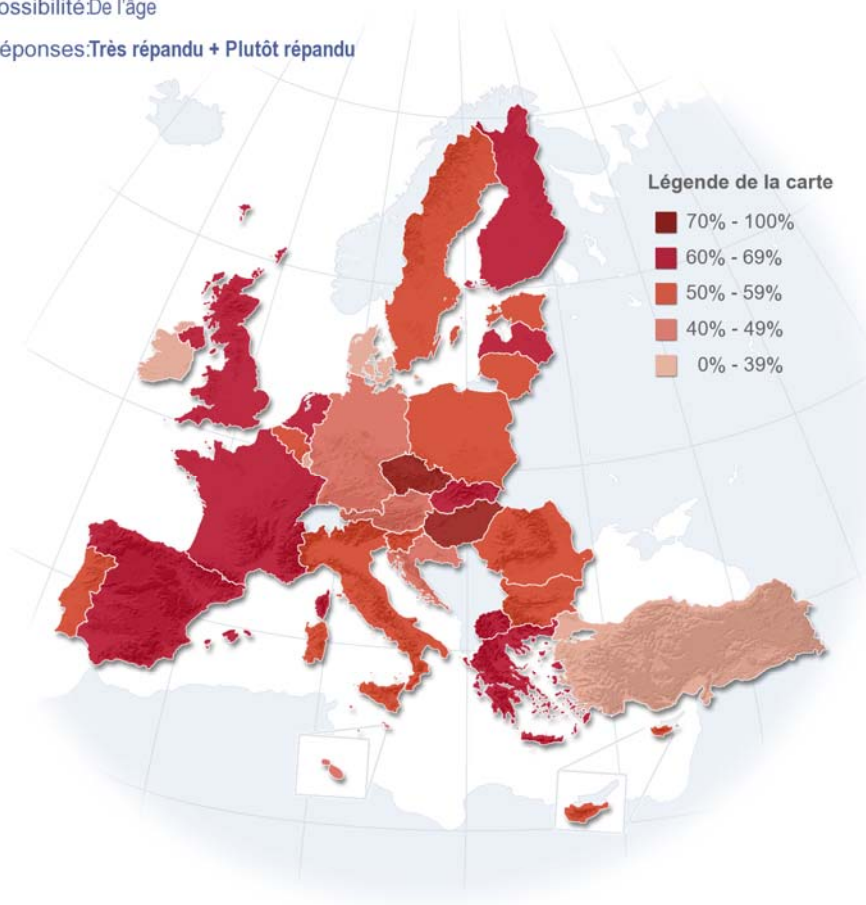 ossibilité:De l'âge
éponses:Très répandu + Plutôt répandu
Légende de la carte
70% - 100%
60% - 69%
50% - 59%
40% - 49%
0% - 39%